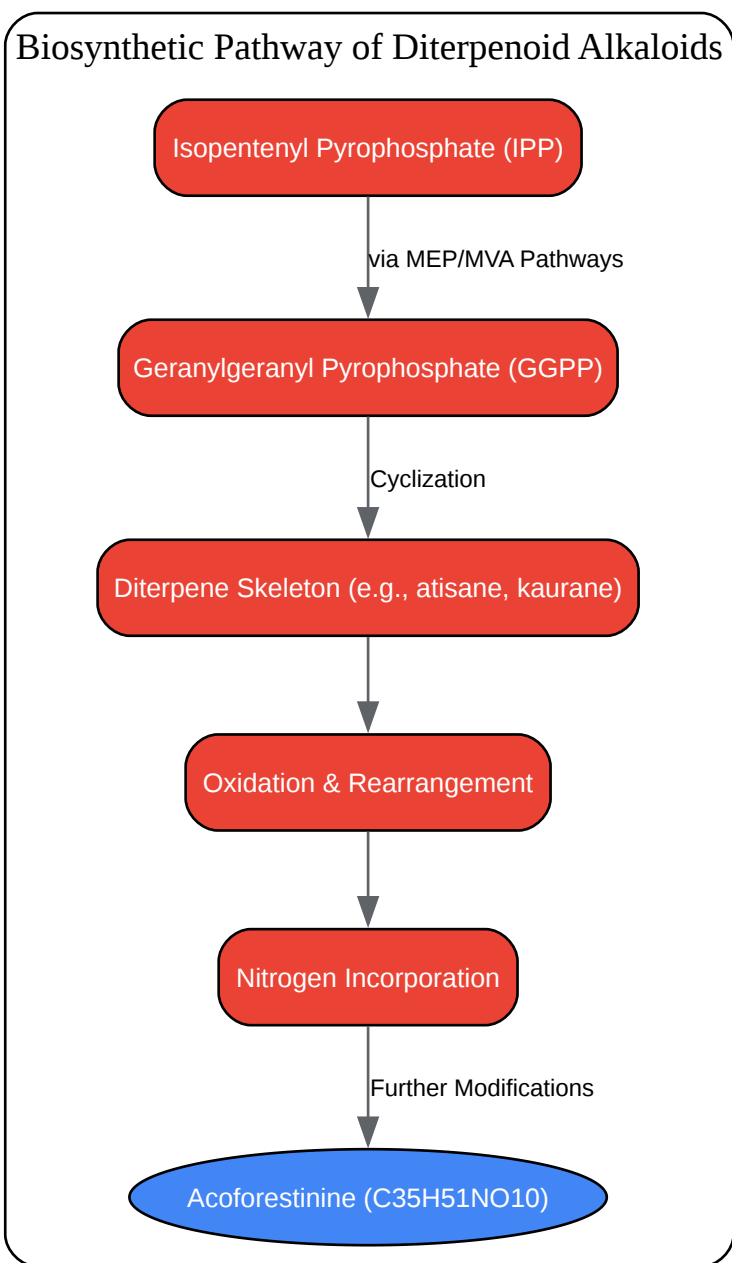 Biosynthetic Pathway of Diterpenoid Alkaloids
Isopentenyl Pyrophosphate (IPP)
via MEP/MVA Pathways
Geranylgeranyl Pyrophosphate (GGPP)
Cyclization
Diterpene Skeleton (e.g., atisane, kaurane)
Oxidation & Rearrangement
Nitrogen Incorporation
Further Modifications
Acoforestinine (C35H51NO10)